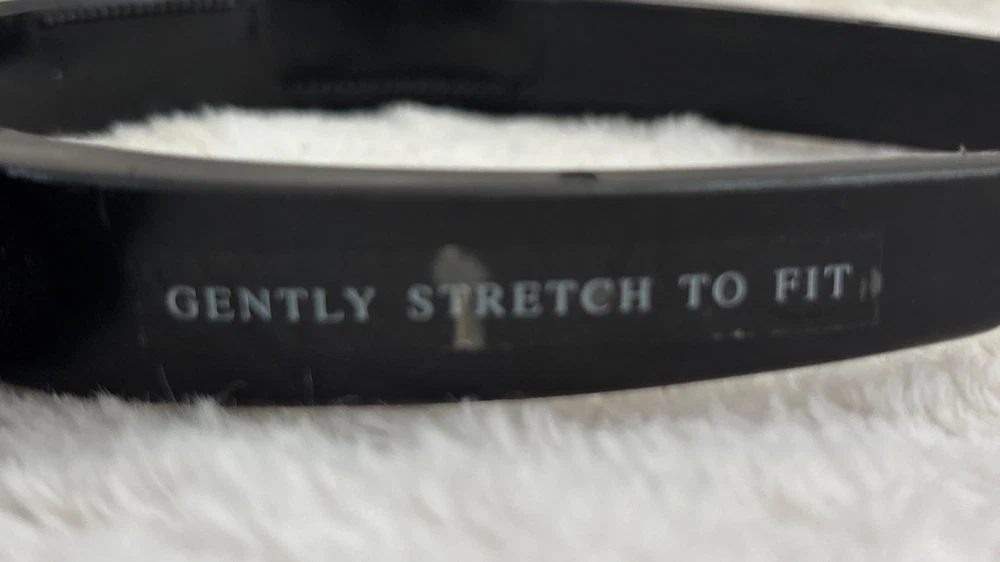 GENTLY STRETCH TO FIT